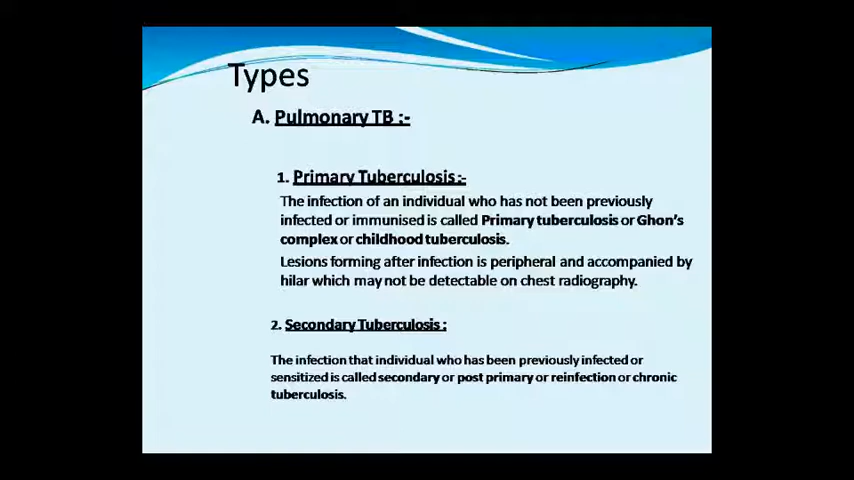 Types
A. Pulmonary TB :-
1. Primary Tuberculosis :-
The infection of an individual who has not been previously
infected or immunised is called Primary tuberculosis or Ghon's
complex or childhood tuberculosis.
Lesions forming after infection is peripheral and accompanied by
hilar which may not be detectable on chest radiography.
2. Secondary Tuberculosis :
The infection that individual who has been previously infected or
sensitized is called secondary or post primary or reinfection or chronic
tuberculosis.